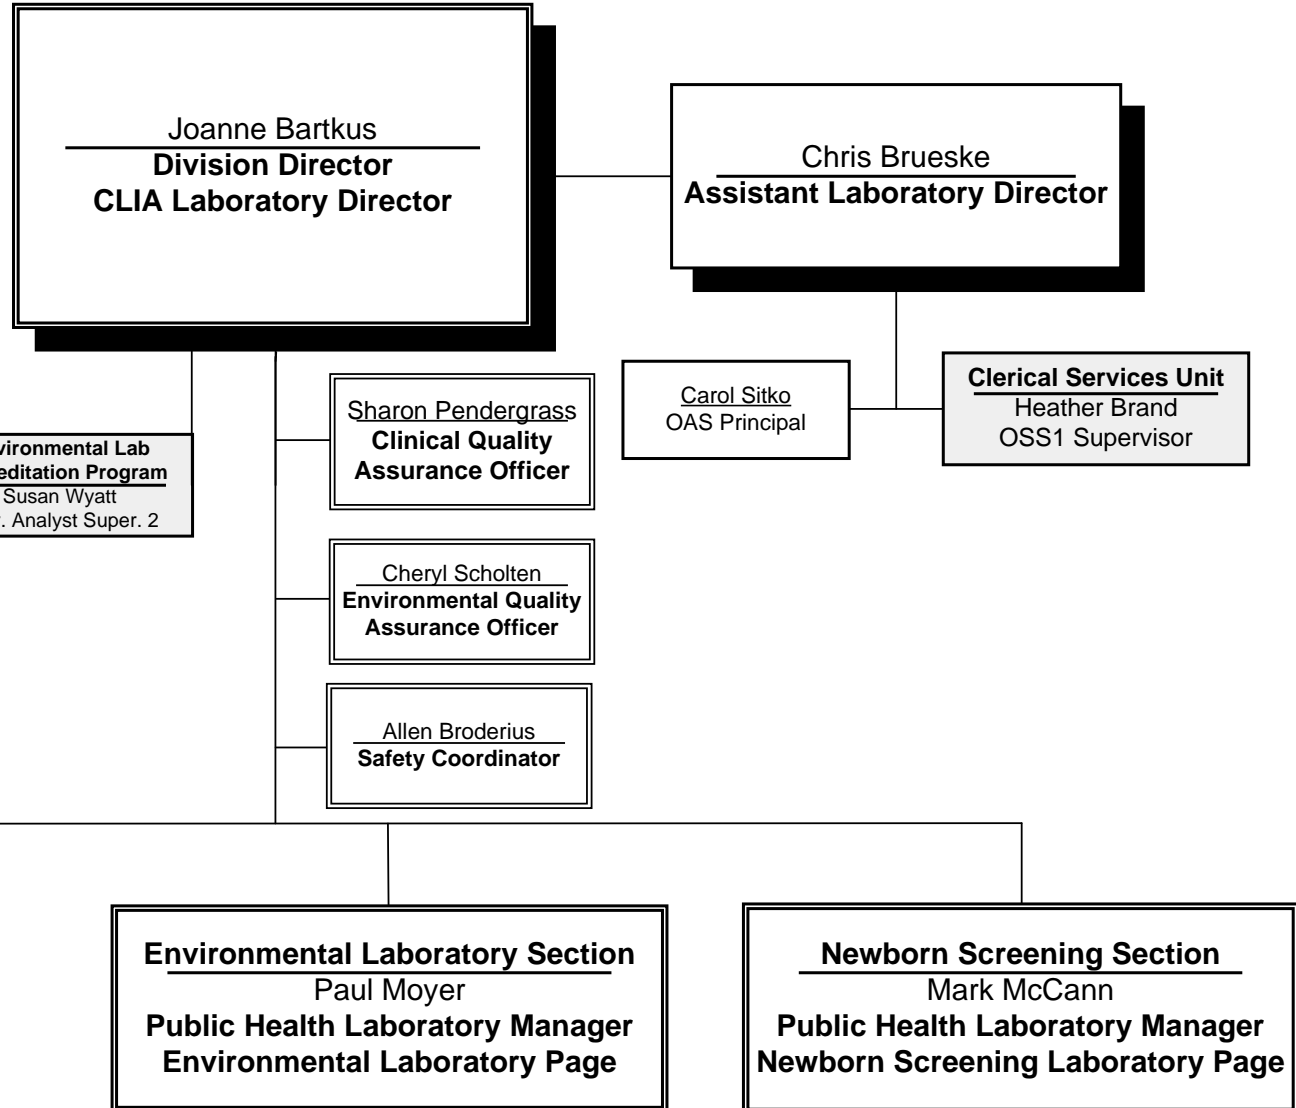 Joanne Bartkus
Division Director
CLIA Laboratory Director
Chris Brueske
Assistant Laboratory Director
Carol Sitko
OAS Principal
Clerical Services Unit
Heather Brand
OSS1 Supervisor
Sharon Pendergrass
Clinical Quality
Assurance Officer
Lab
Program
Susan Wyatt
Analyst Super. 2
Cheryl Scholten
Environmental Quality
Assurance Officer
Allen Broderius
Safety Coordinator
Environmental Laboratory Section
Paul Moyer
Public Health Laboratory Manager
Environmental Laboratory Page
Newborn Screening Section
Mark McCann
Public Health Laboratory Manager
Newborn Screening Laboratory Page